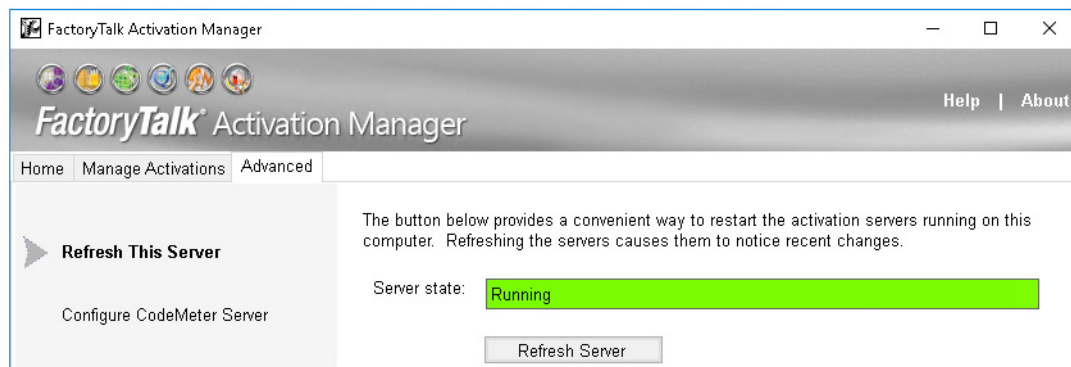 FactoryTalk Activation Manager
Help | About
FactoryTalk Activation Manager
Home Manage Activations Advanced
Refresh This Server
Configure CodeMeter Server
The button below provides a convenient way to restart the activation servers running on this
computer. Refreshing the servers causes them to notice recent changes.
Server state: Running
Refresh Server